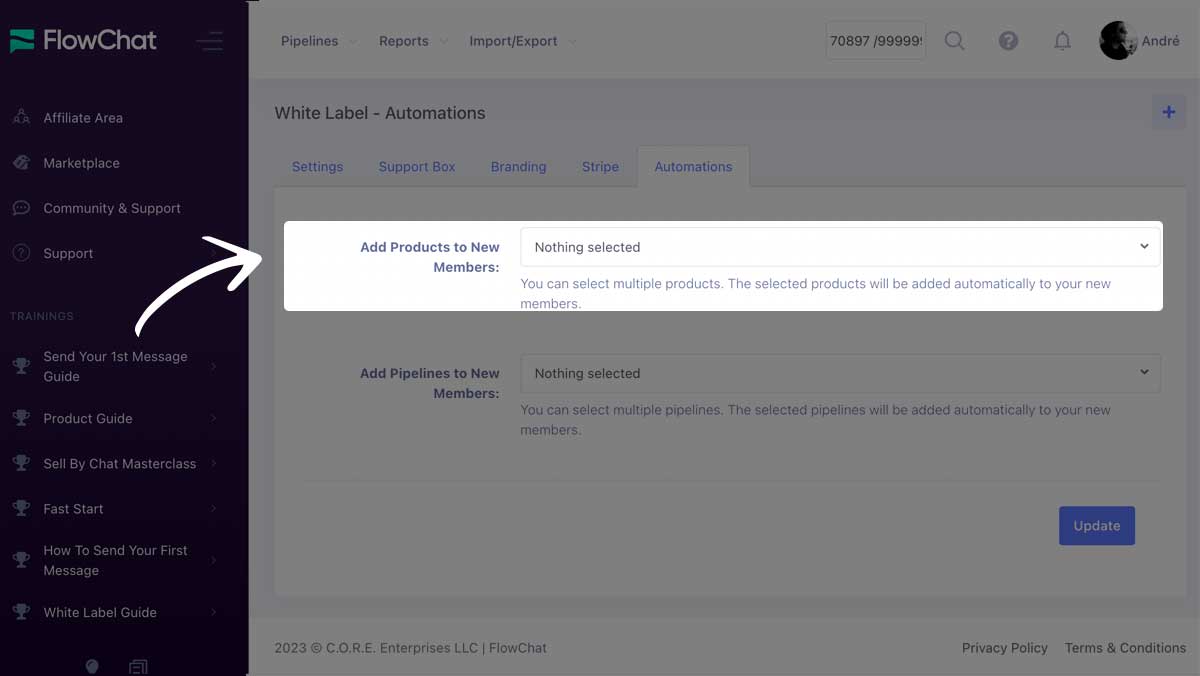 FlowChat
Pipelines
Reports
Import/Export
70897 /99999
André
Affiliate Area
Marketplace
Community & Support
Support
TRAININGS
Send Your 1st Message
Guide
Product Guide
Sell By Chat Masterclass
Fast Start
How To Send Your First
Message
White Label Guide
White Label - Automations
+
Settings
Support Box
Branding
Stripe
Automations
Add Products to New
Members:
Nothing selected
You can select multiple products. The selected products will be added automatically to your new
members.
Add Pipelines to New
Members:
Nothing selected
You can select multiple pipelines. The selected pipelines will be added automatically to your new
members.
Update
2023 © C.O.R.E. Enterprises LLC | FlowChat
Privacy Policy
Terms & Conditions